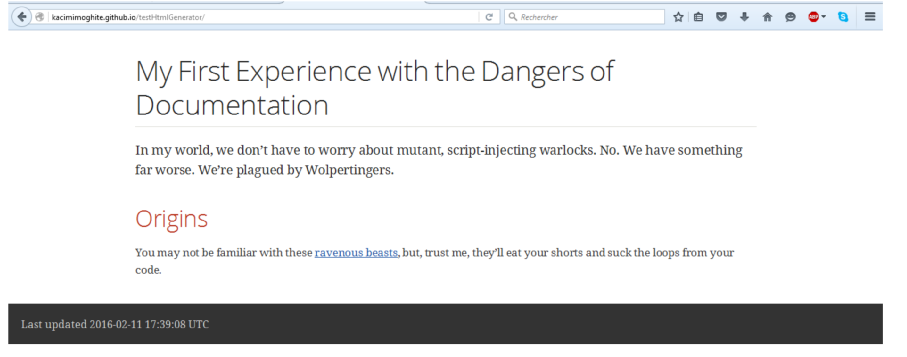 kacimimoghite.github.io/testHtmlGenerator/
Rechercher
My First Experience with the Dangers of
Documentation
In my world, we don't have to worry about mutant, script-injecting warlocks. No. We have something
far worse. We're plagued by Wolpertingers.
Origins
You may not be familiar with these ravenous beasts, but, trust me, they'll eat your shorts and suck the loops from your
code.
Last updated 2016-02-11 17:39:08 UTC